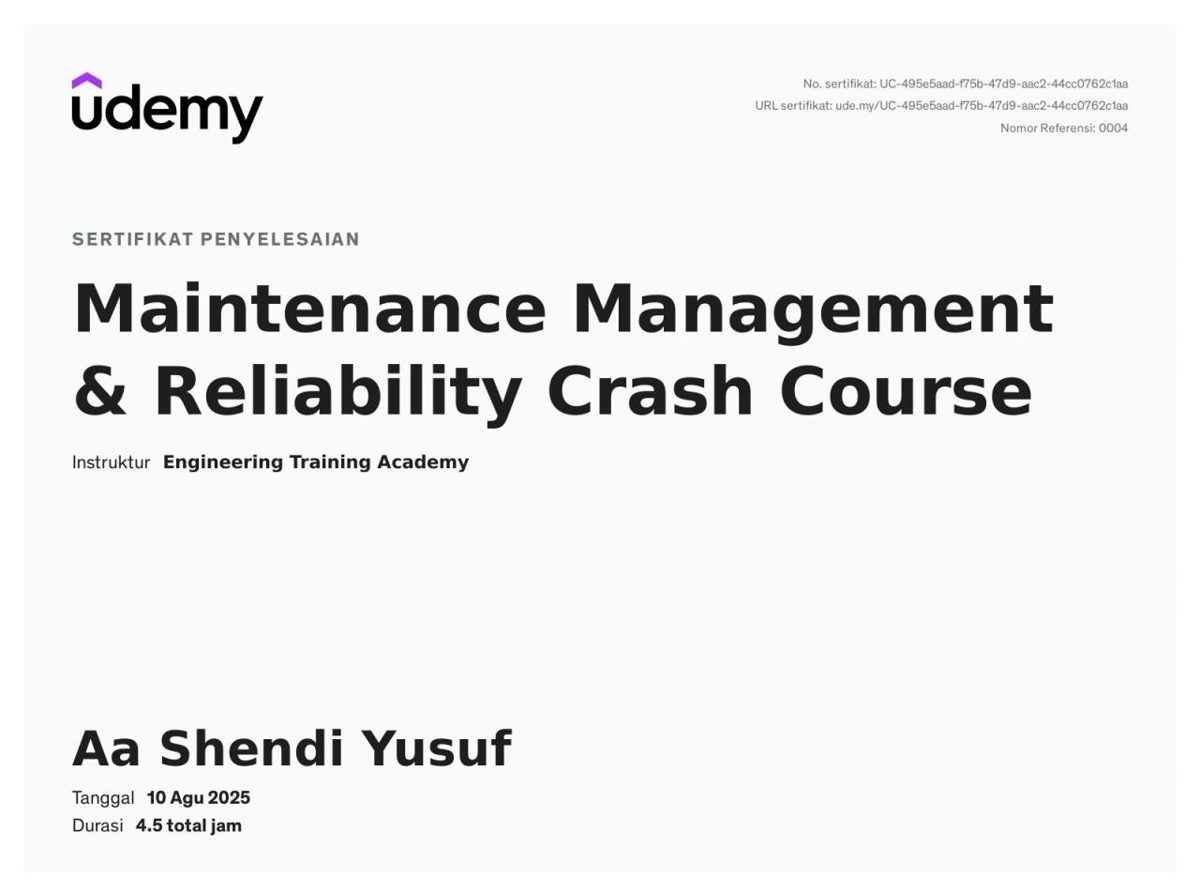 udemy
No. sertifikat: UC-495e5aad-f75b-47d9-aac2-44cc0762c1aa
URL sertifikat: ude.my/UC-495e5aad-f75b-47d9-aac2-44cc0762c1aa
Nomor Referensi: 0004
SERTIFIKAT PENYELESAIAN
Maintenance Management
& Reliability Crash Course
Instruktur Engineering Training Academy
Aa Shendi Yusuf
Tanggal 10 Agu 2025
Durasi 4.5 total jam